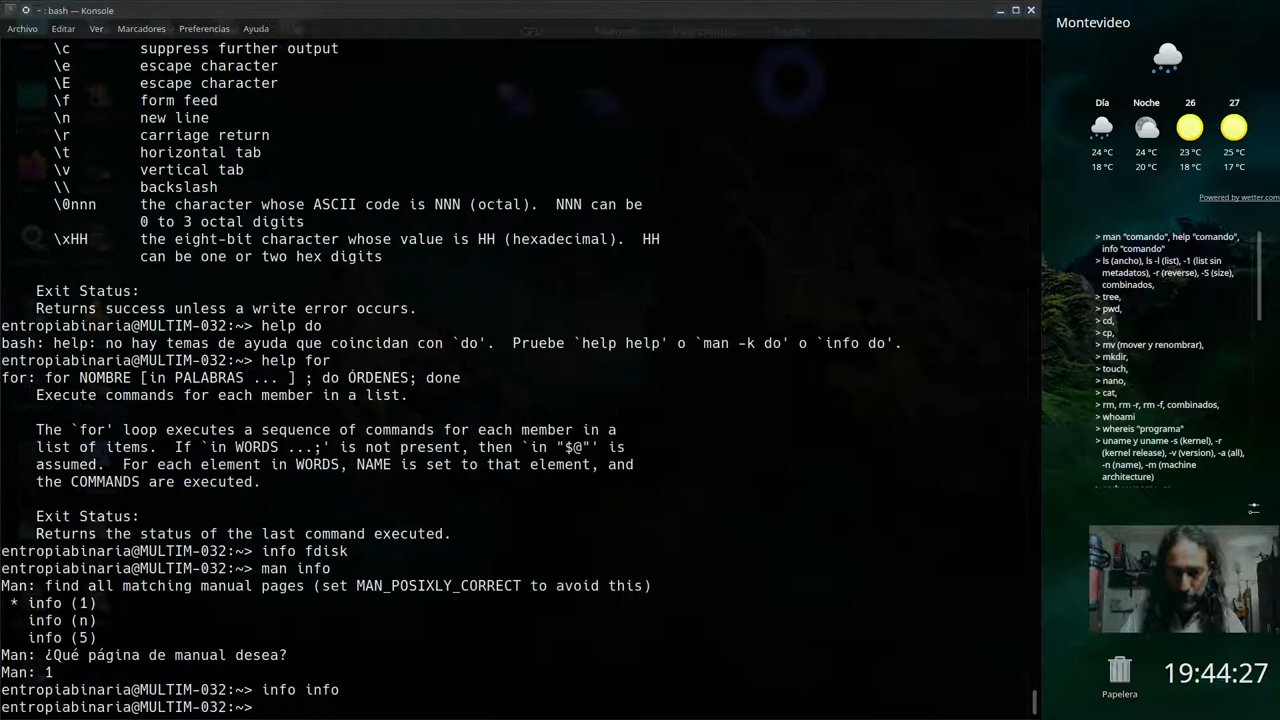 ~ : bash — Konsole
Archivo Editar Ver Marcadores Preferencias Ayuda
\c suppress further output
\e escape character
\E escape character
\f form feed
\n new line
\r carriage return
\t horizontal tab
\v vertical tab
\\ backslash
\0nnn the character whose ASCII code is NNN (octal). NNN can be
0 to 3 octal digits
\xHH the eight-bit character whose value is HH (hexadecimal). HH
can be one or two hex digits
Exit Status:
Returns success unless a write error occurs.
entropiabinaria@MULTIM-032:~> help do
bash: help: no hay temas de ayuda que coincidan con `do'. Pruebe `help help' o `man -k do' o `info do'.
entropiabinaria@MULTIM-032:~> help for
for: for NOMBRE [in PALABRAS ... ] ; do ÓRDENES; done
Execute commands for each member in a list.
The `for' loop executes a sequence of commands for each member in a
list of items. If `in WORDS ...;' is not present, then `in "$@"' is
assumed. For each element in WORDS, NAME is set to that element, and
the COMMANDS are executed.
Exit Status:
Returns the status of the last command executed.
entropiabinaria@MULTIM-032:~> info fdisk
entropiabinaria@MULTIM-032:~> man info
Man: find all matching manual pages (set MAN_POSIXLY_CORRECT to avoid this)
* info (1)
info (n)
info (5)
Man: ¿Qué página de manual desea?
Man: 1
entropiabinaria@MULTIM-032:~> info info
entropiabinaria@MULTIM-032:~>
Montevideo
Día Noche 26 27
24 °C 24 °C 23 °C 25 °C
18 °C 20 °C 18 °C 17 °C
Powered by wetter.com
> man "comando", help "comando",
info "comando"
> ls (ancho), ls -l (list), -1 (list sin
metadatos), -r (reverse), -S (size),
combinados,
> tree,
> pwd,
> cd,
> cp,
> mv (mover y renombrar),
> mkdir,
> touch,
> nano,
> cat,
> rm, rm -r, rm -f, combinados,
> whoami
> whereis "programa"
> uname y uname -s (kernel), -r
(kernel release), -v (version), -a (all),
-n (name), -m (machine
architecture)
Papelera
19:44:27